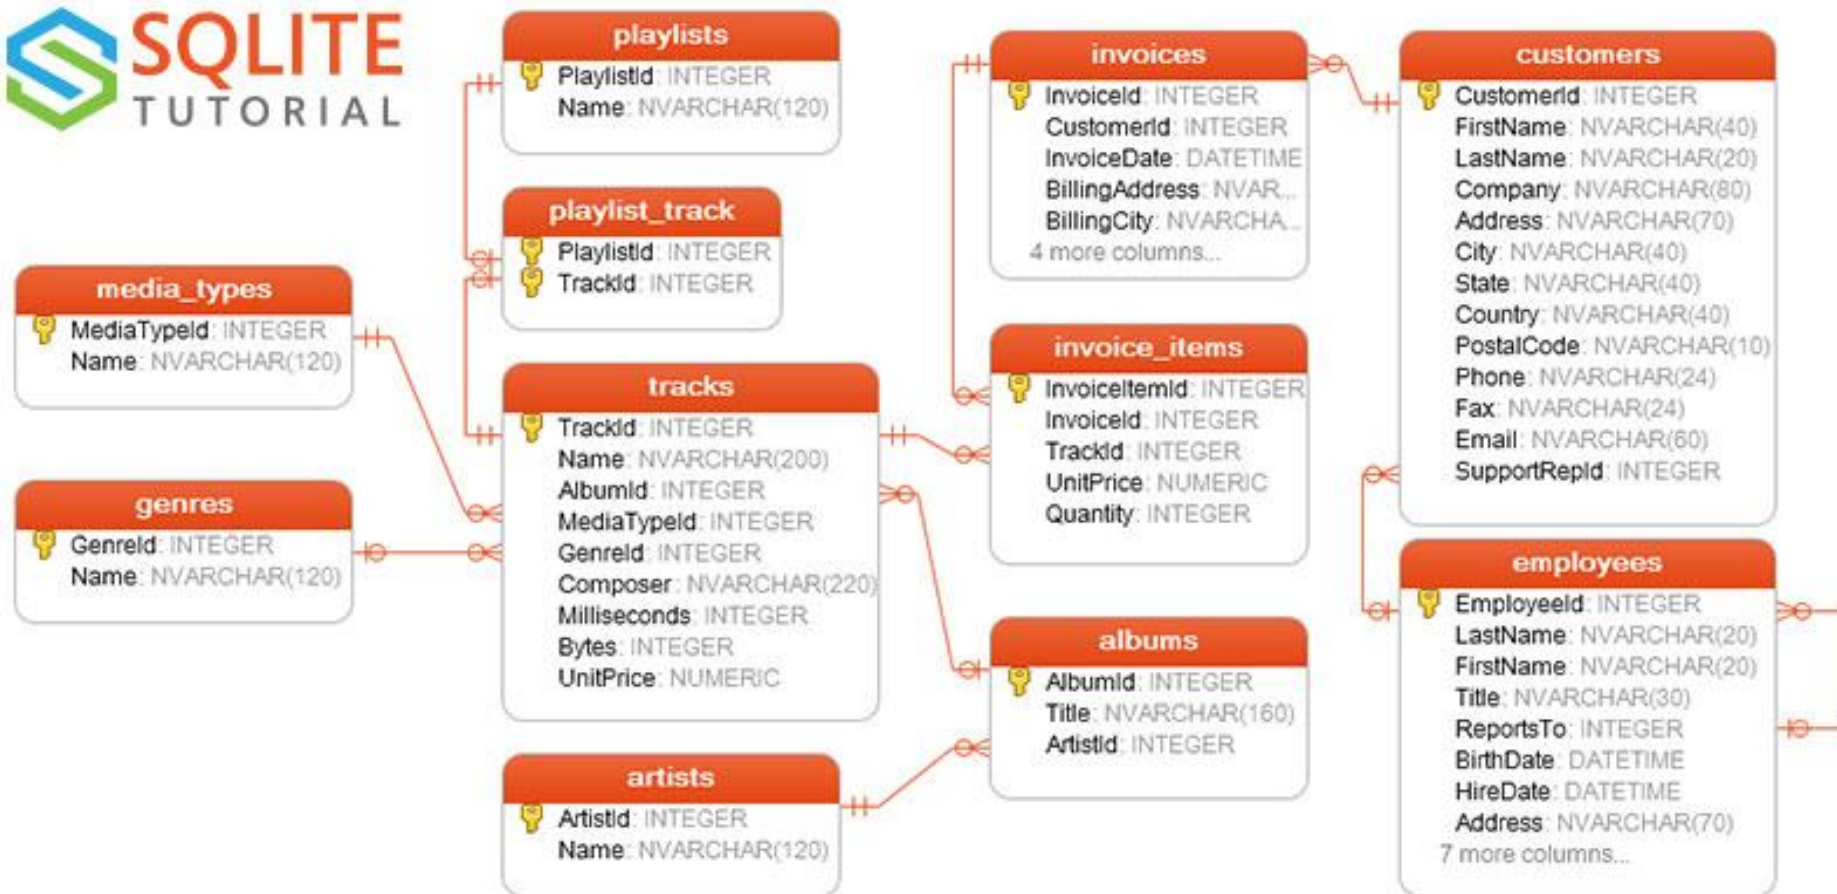 SQLITE
TUTORIAL
playlists
PlaylistId: INTEGER
Name: NVARCHAR(120)
playlist_track
PlaylistId: INTEGER
TrackId: INTEGER
media_types
MediaTypeId: INTEGER
Name: NVARCHAR(120)
genres
GenreId: INTEGER
Name: NVARCHAR(120)
tracks
TrackId: INTEGER
Name: NVARCHAR(200)
AlbumId: INTEGER
MediaTypeId: INTEGER
GenreId: INTEGER
Composer: NVARCHAR(220)
Milliseconds: INTEGER
Bytes: INTEGER
UnitPrice: NUMERIC
artists
ArtistId: INTEGER
Name: NVARCHAR(120)
invoices
InvoiceId: INTEGER
CustomerId: INTEGER
InvoiceDate: DATETIME
BillingAddress: NVAR...
BillingCity: NVARCHA...
4 more columns...
invoice_items
InvoiceItemId: INTEGER
InvoiceId: INTEGER
TrackId: INTEGER
UnitPrice: NUMERIC
Quantity: INTEGER
albums
AlbumId: INTEGER
Title: NVARCHAR(160)
ArtistId: INTEGER
customers
CustomerId: INTEGER
FirstName: NVARCHAR(40)
LastName: NVARCHAR(20)
Company: NVARCHAR(80)
Address: NVARCHAR(70)
City: NVARCHAR(40)
State: NVARCHAR(40)
Country: NVARCHAR(40)
PostalCode: NVARCHAR(10)
Phone: NVARCHAR(24)
Fax: NVARCHAR(24)
Email: NVARCHAR(60)
SupportRepId: INTEGER
employees
EmployeeId: INTEGER
LastName: NVARCHAR(20)
FirstName: NVARCHAR(20)
Title: NVARCHAR(30)
ReportsTo: INTEGER
BirthDate: DATETIME
HireDate: DATETIME
Address: NVARCHAR(70)
7 more columns...